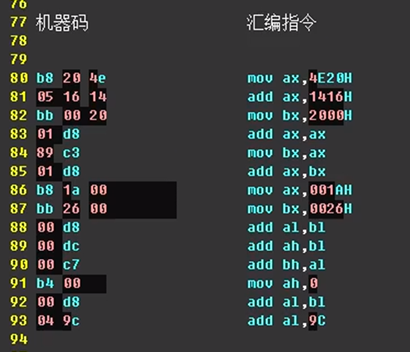 76
77 机器码 汇编指令
78
79
80 b8 20 4e mov ax,4E20H
81 05 16 14 add ax,1416H
82 bb 00 20 mov bx,2000H
83 01 d8 add ax,ax
84 89 c3 mov bx,ax
85 01 d8 add ax,bx
86 b8 1a 00 mov ax,001AH
87 bb 26 00 mov bx,0026H
88 00 d8 add al,bl
89 00 dc add ah,bl
90 00 c7 add bh,al
91 b4 00 mov ah,0
92 00 d8 add al,bl
93 04 9c add al,9C
94